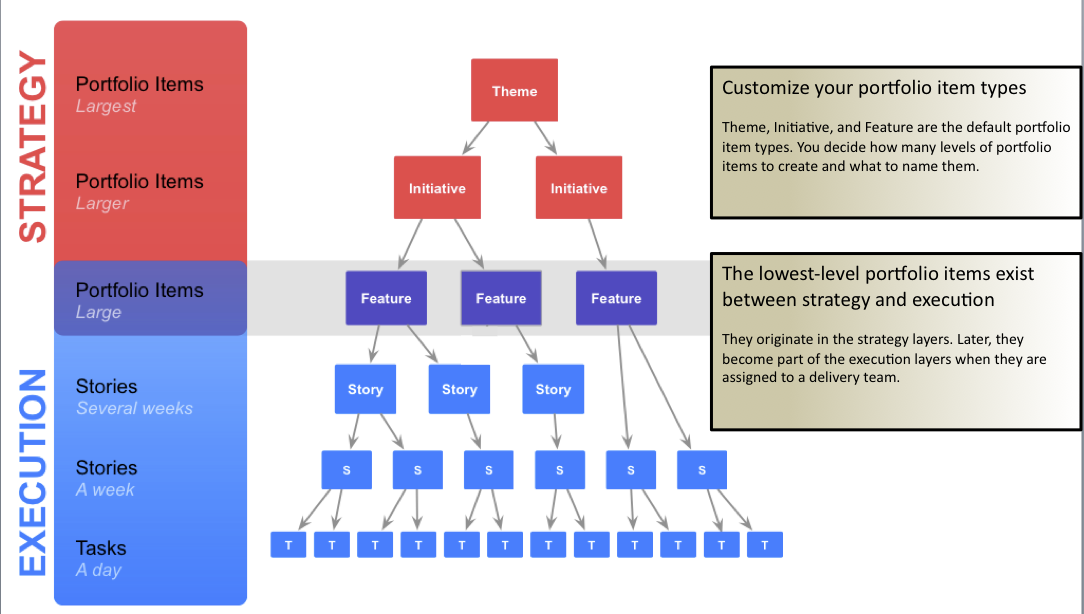 STRATEGY
Portfolio Items
Largest
Portfolio Items
Larger
Portfolio Items
Large
EXECUTION
Stories
Several weeks
Stories
A week
Tasks
A day
Theme
Initiative
Initiative
Feature
Feature
Feature
Story
Story
Story
S
S
S
S
S
S
T
T
T
T
T
T
T
T
T
T
T
T
Customize your portfolio item types
Theme, Initiative, and Feature are the default portfolio
item types. You decide how many levels of portfolio
items to create and what to name them.
The lowest-level portfolio items exist
between strategy and execution
They originate in the strategy layers. Later, they
become part of the execution layers when they are
assigned to a delivery team.